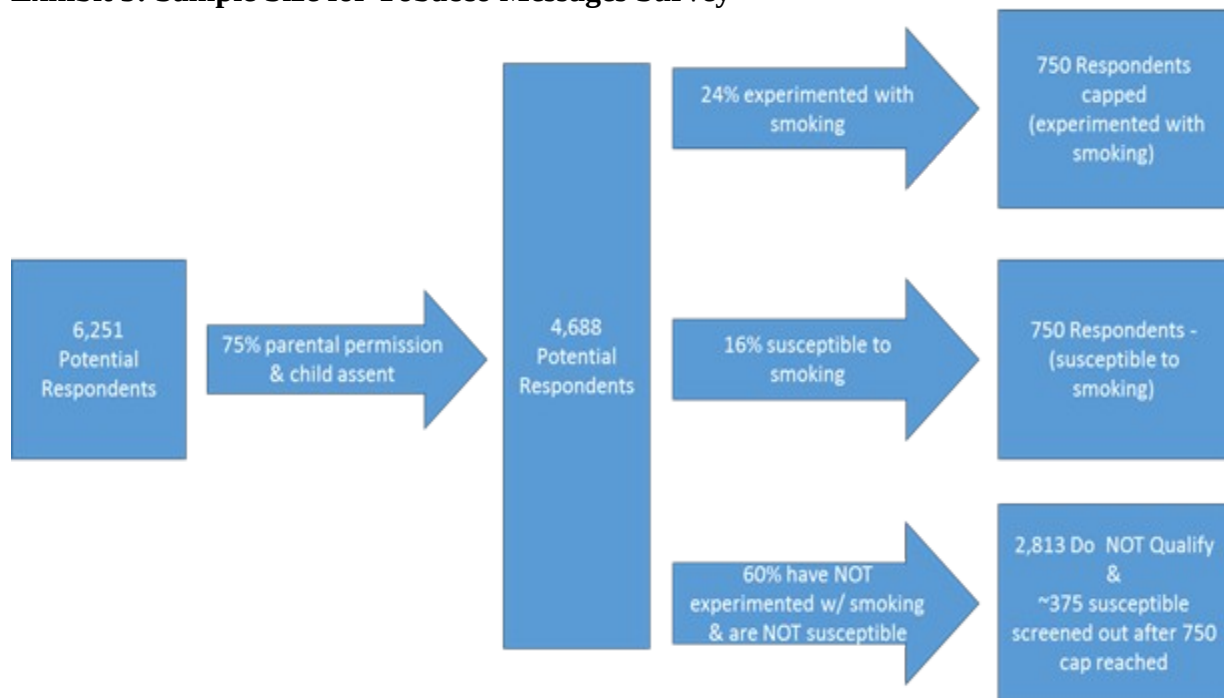 Exhibit Sample Size for Tobacco Messages Survey
6,251
Potential
Respondents
75% parental permission
& child assent
4,688
Potential
Respondents
24% experimented with
smoking
750 Respondents
capped
(experimented with
smoking)
16% susceptible to
smoking
750 Respondents -
(susceptible to
smoking)
60% have NOT
experimented w/ smoking
& are NOT susceptible
2,813 Do NOT Qualify
&
~375 susceptible
screened out after 750
cap reached